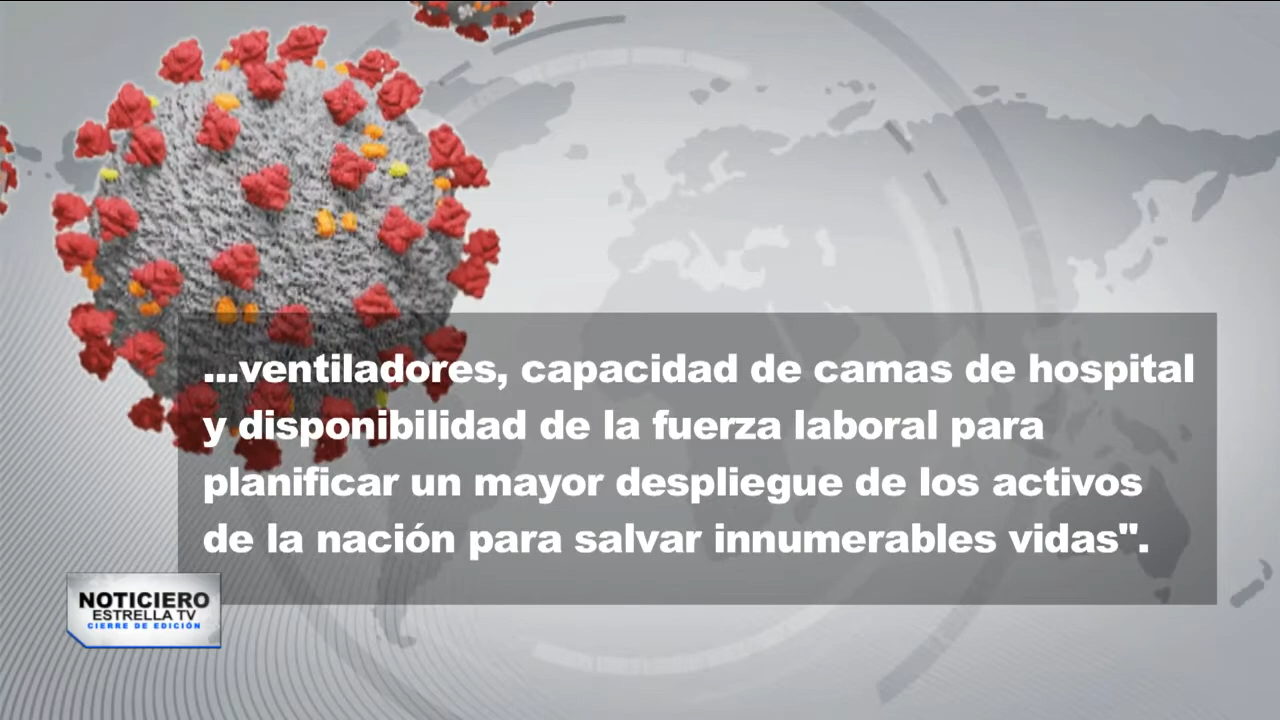 ...ventiladores, capacidad de camas de hospital
y disponibilidad de la fuerza laboral para
planificar un mayor despliegue de los activos
de la nación para salvar innumerables vidas".
NOTICIERO
ESTRELLA TV
CIERRE DE EDICIÓN